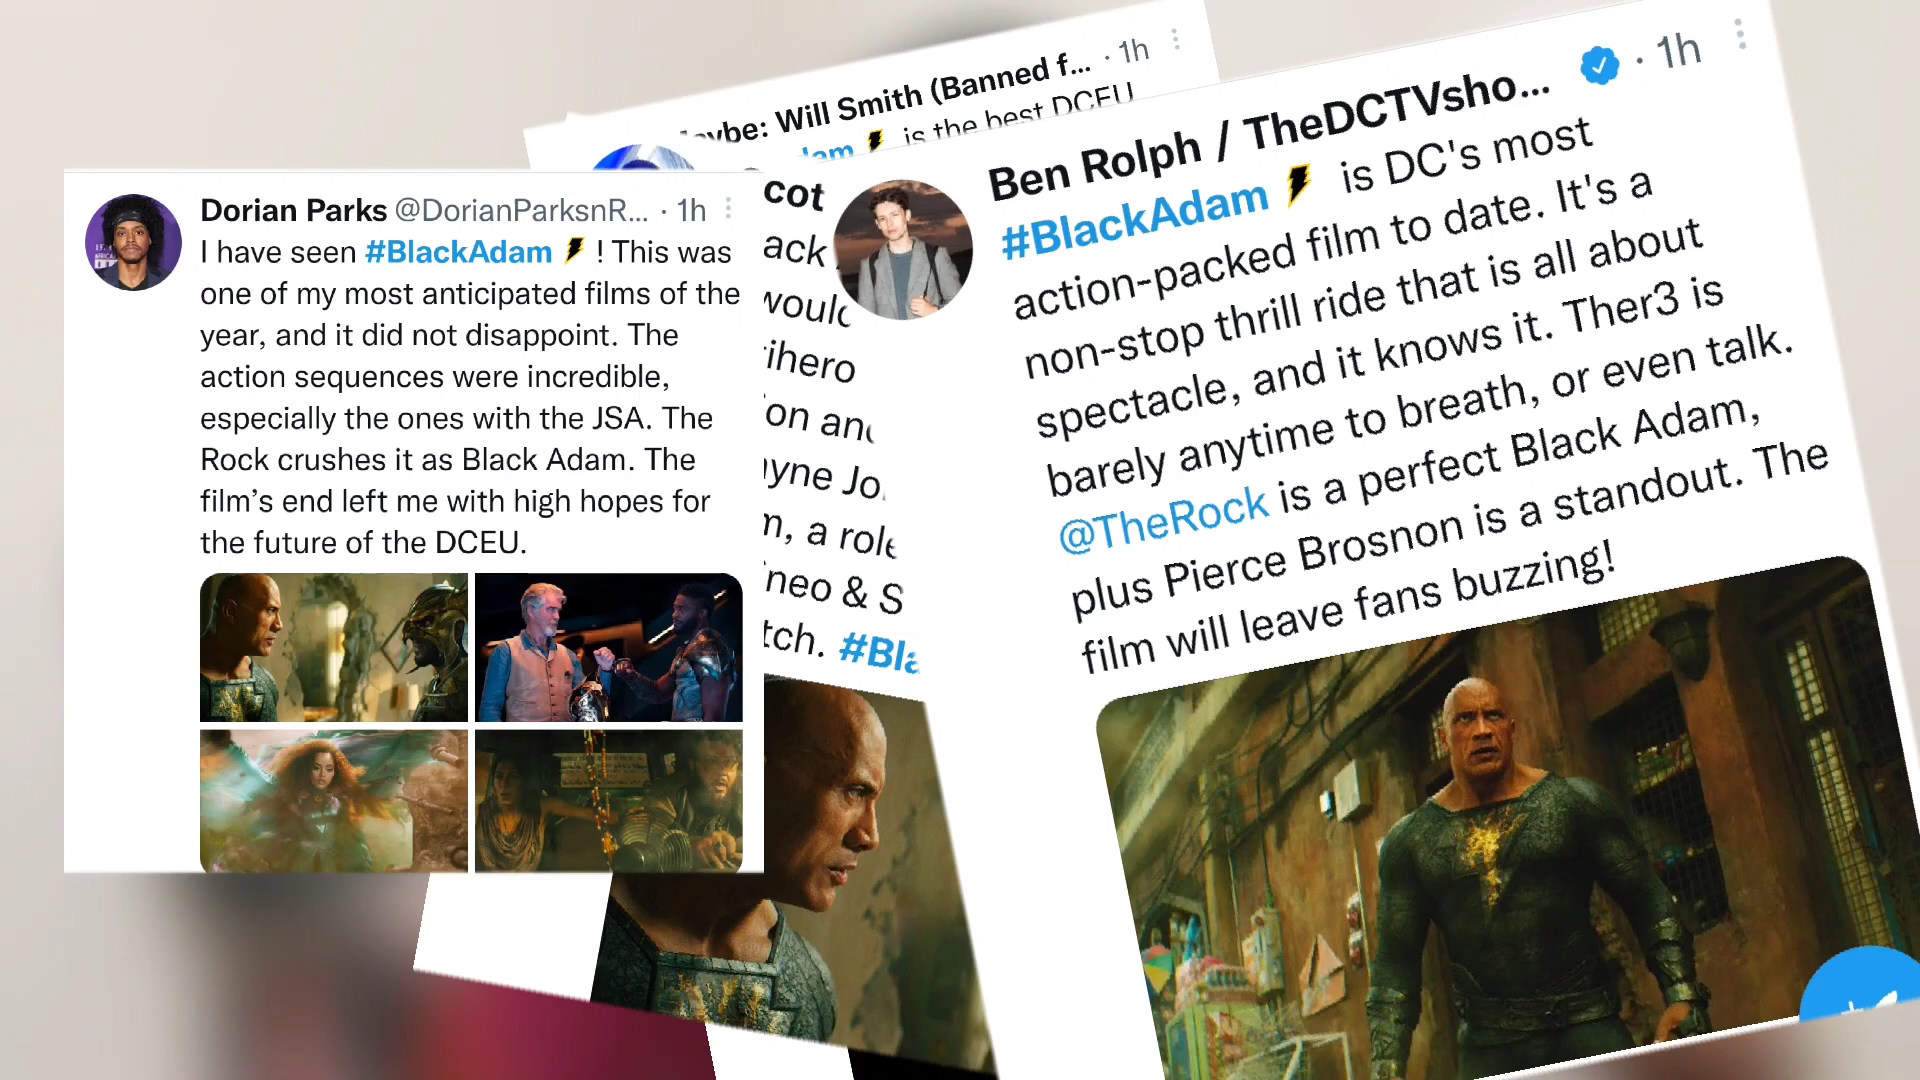 Dorian Parks @DorianParksnR... · 1h
I have seen #BlackAdam ! This was
one of my most anticipated films of the
year, and it did not disappoint. The
action sequences were incredible,
especially the ones with the JSA. The
Rock crushes it as Black Adam. The
film's end left me with high hopes for
the future of the DCEU.
Will Smith (Banned f... · 1h
is the best DCEU
cot
ack
would
ihero
on and
yne Jo
m, a role
neo & S
tch. #Bla
Ben Rolph / TheDCTVsho... · 1h
#BlackAdam is DC's most
action-packed film to date. It's a
non-stop thrill ride that is all about
spectacle, and it knows it. Ther3 is
barely anytime to breath, or even talk.
@TheRock is a perfect Black Adam,
plus Pierce Brosnon is a standout. The
film will leave fans buzzing!